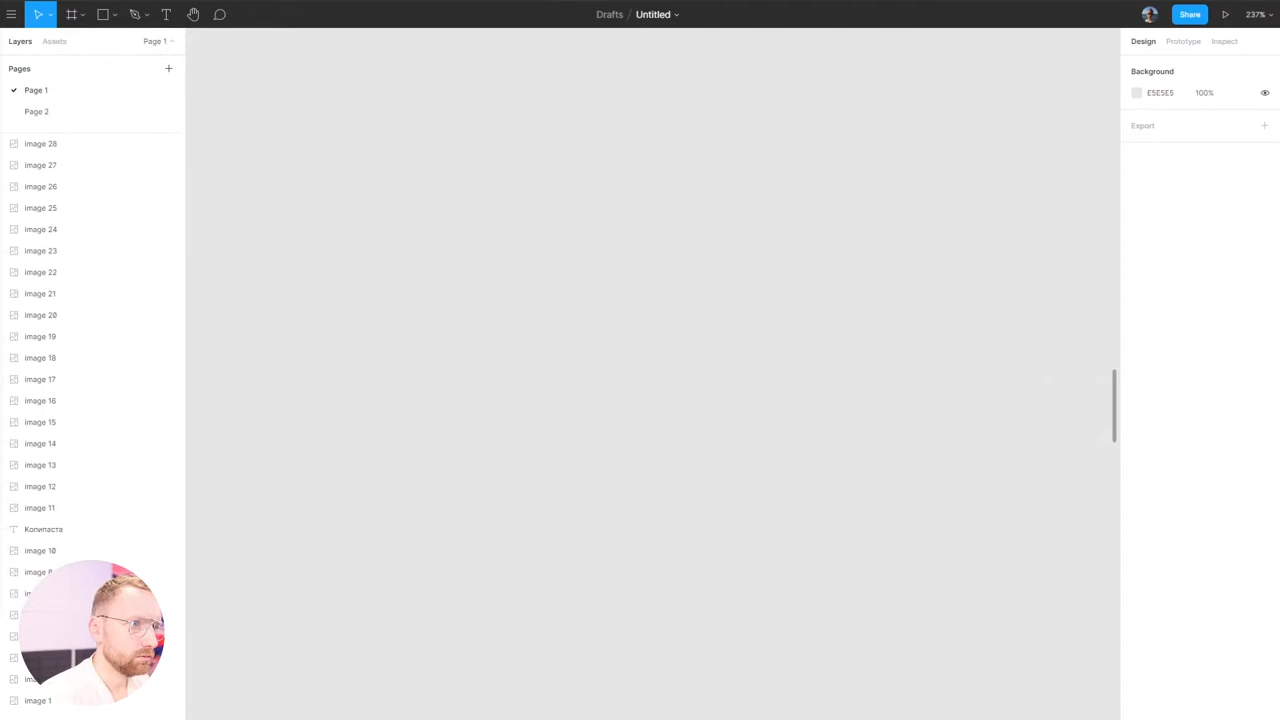 Drafts / Untitled
Share
237%
Layers
Assets
Page 1
Design
Prototype
Inspect
Pages
Background
Page 1
E5E5E5
100%
Page 2
Export
image 28
image 27
image 26
image 25
image 24
image 23
image 22
image 21
image 20
image 19
image 18
image 17
image 16
image 15
image 14
image 13
image 12
image 11
Копипаста
image 10
image
image 1